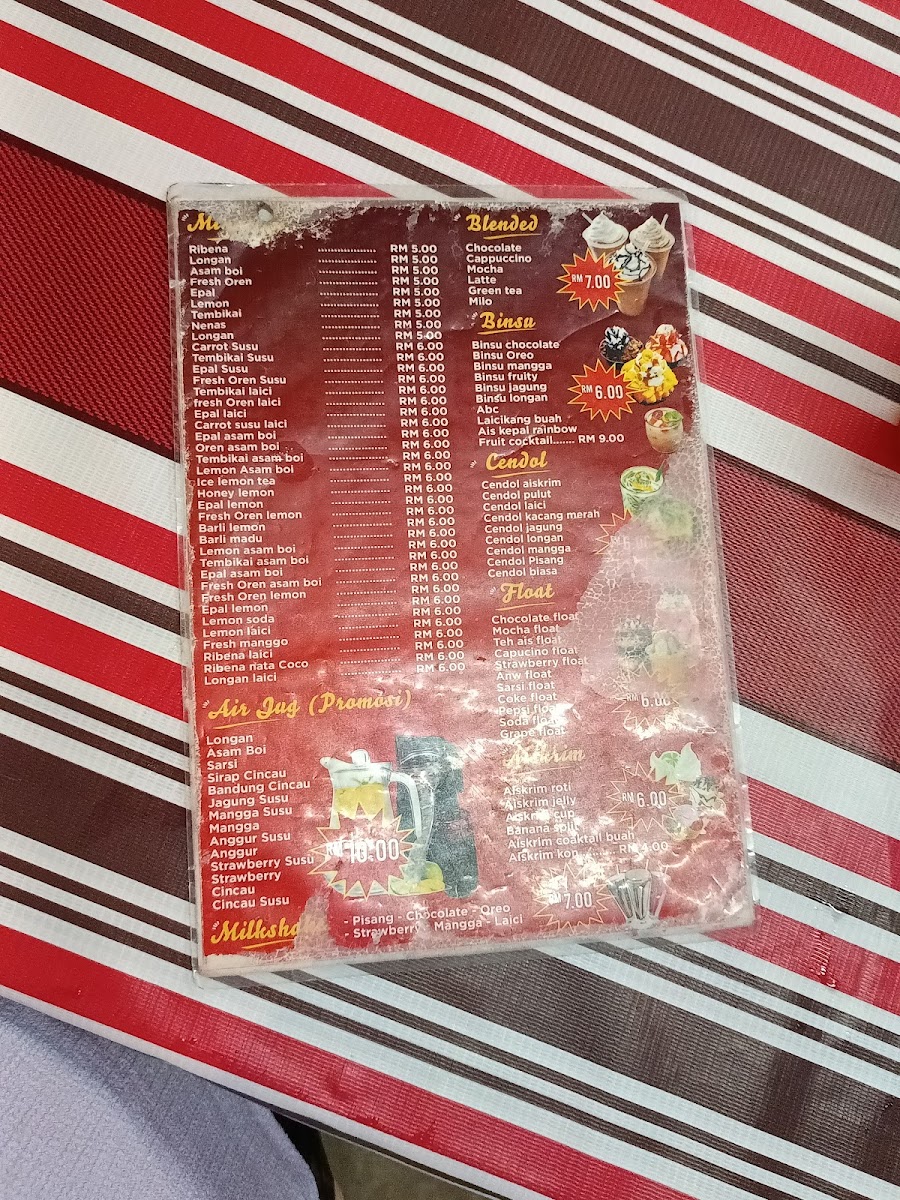 Ribena ................ RM 5.00
Longan ................ RM 5.00
Asam boi ................ RM 5.00
Fresh Oren ................ RM 5.00
Epal ................ RM 5.00
Lemon ................ RM 5.00
Tembikai ................ RM 5.00
Nenas ................ RM 5.00
Longan ................ RM 5.00
Carrot Susu ................ RM 6.00
Tembikai Susu ................ RM 6.00
Epal Susu ................ RM 6.00
Fresh Oren Susu ................ RM 6.00
Tembikai laici ................ RM 6.00
fresh Oren laici ................ RM 6.00
Epal laici ................ RM 6.00
Carrot susu laici ................ RM 6.00
Epal asam boi ................ RM 6.00
Oren asam boi ................ RM 6.00
Tembikai asam boi ................ RM 6.00
Lemon Asam boi ................ RM 6.00
Ice lemon tea ................ RM 6.00
Honey lemon ................ RM 6.00
Epal lemon ................ RM 6.00
Fresh Oren lemon ................ RM 6.00
Barli lemon ................ RM 6.00
Barli madu ................ RM 6.00
Lemon asam boi ................ RM 6.00
Tembikai asam boi ................ RM 6.00
Epal asam boi ................ RM 6.00
Fresh Oren asam boi ................ RM 6.00
Fresh Oren lemon ................ RM 6.00
Epal lemon ................ RM 6.00
Lemon soda ................ RM 6.00
Lemon laici ................ RM 6.00
Fresh manggo ................ RM 6.00
Ribena laici ................ RM 6.00
Ribena nata Coco ................ RM 6.00
Longan laici ................ RM 6.00
Air Jug (Promosi)
Longan
Asam Boi
Sarsi
Sirap Cincau
Bandung Cincau
Jagung Susu
Mangga Susu
Mangga
Anggur Susu
Anggur
Strawberry Susu
Strawberry
Cincau
Cincau Susu
RM 10.00
Blended
Chocolate
Cappuccino
Mocha
Latte
Green tea
Milo
RM 7.00
Binsu
Binsu chocolate
Binsu Oreo
Binsu mangga
Binsu fruity
Binsu jagung
Binsu longan
Abc
Laicikang buah
Ais kepal rainbow
Fruit cocktail....... RM 9.00
RM 6.00
Cendol
Cendol aiskrim
Cendol pulut
Cendol laici
Cendol kacang merah
Cendol jagung
Cendol longan
Cendol mangga
Cendol Pisang
Cendol biasa
Float
Chocolate float
Mocha float
Teh ais float
Capucino float
Strawberry float
Anw float
Sarsi float
Coke float
Pepsi float
Soda float
Grape float
RM 6.00
Aiskrim
Aiskrim roti
Aiskrim jelly
Aiskrim cup
Banana split
Aiskrim coaktail buah
Aiskrim kon RM 4.00
RM 6.00
- Pisang - Chocolate - Oreo
- Strawberry - Mangga - Laici
RM 7.00